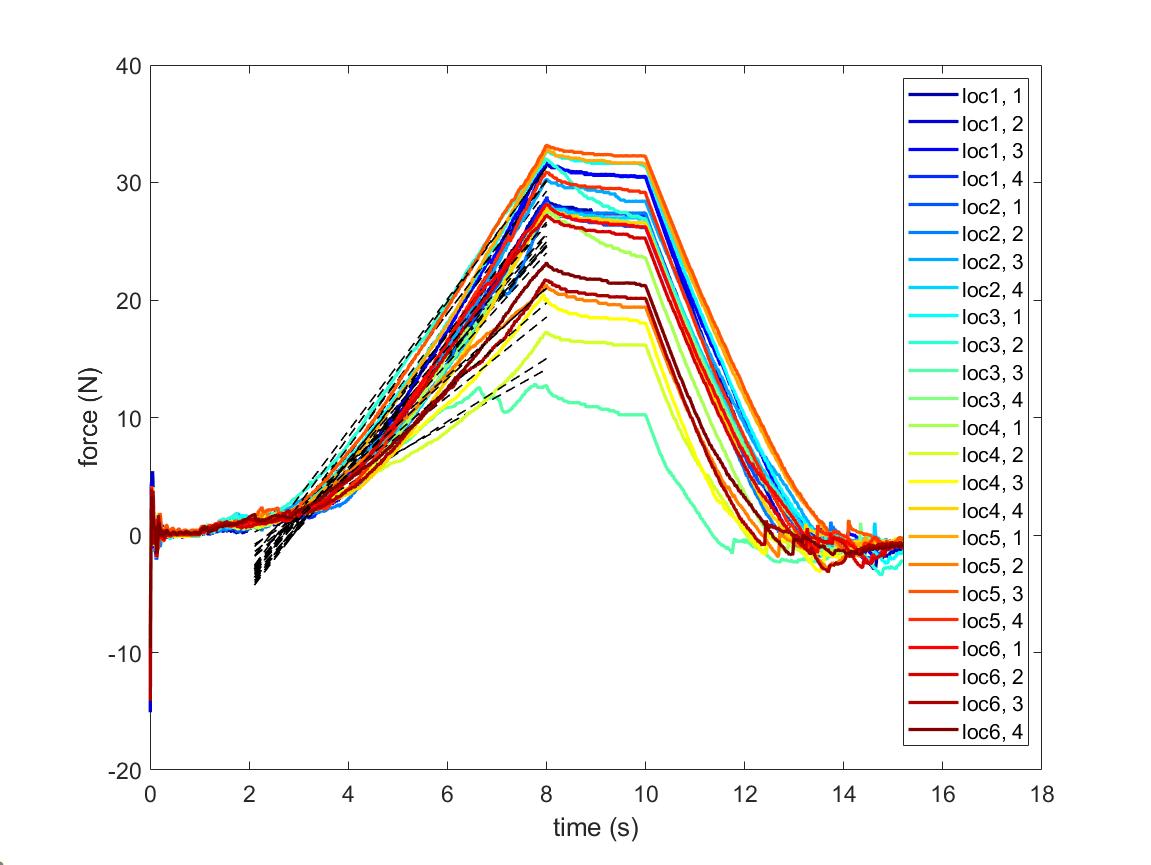 40
30
20
10
0
-10
-20
force (N)
0 2 4 6 8 10 12 14 16 18
time (s)
loc1, 1
loc1, 2
loc1, 3
loc1, 4
loc2, 1
loc2, 2
loc2, 3
loc2, 4
loc3, 1
loc3, 2
loc3, 3
loc3, 4
loc4, 1
loc4, 2
loc4, 3
loc4, 4
loc5, 1
loc5, 2
loc5, 3
loc5, 4
loc6, 1
loc6, 2
loc6, 3
loc6, 4